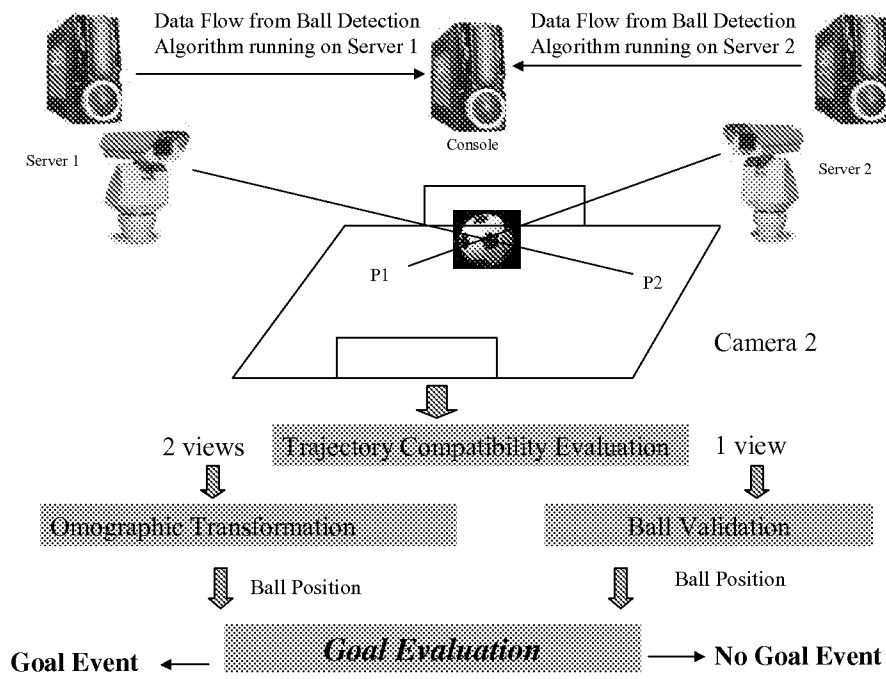 Data Flow from Ball Detection
Algorithm running on Server 1
Data Flow from Ball Detection
Algorithm running on Server 2
Console
Server 1
Server 2
P1
P2
Camera 2
Trajectory Compatibility Evaluation
2 views
1 view
Omographic Transformation
Ball Validation
Ball Position
Ball Position
Goal Evaluation
Goal Event
No Goal Event